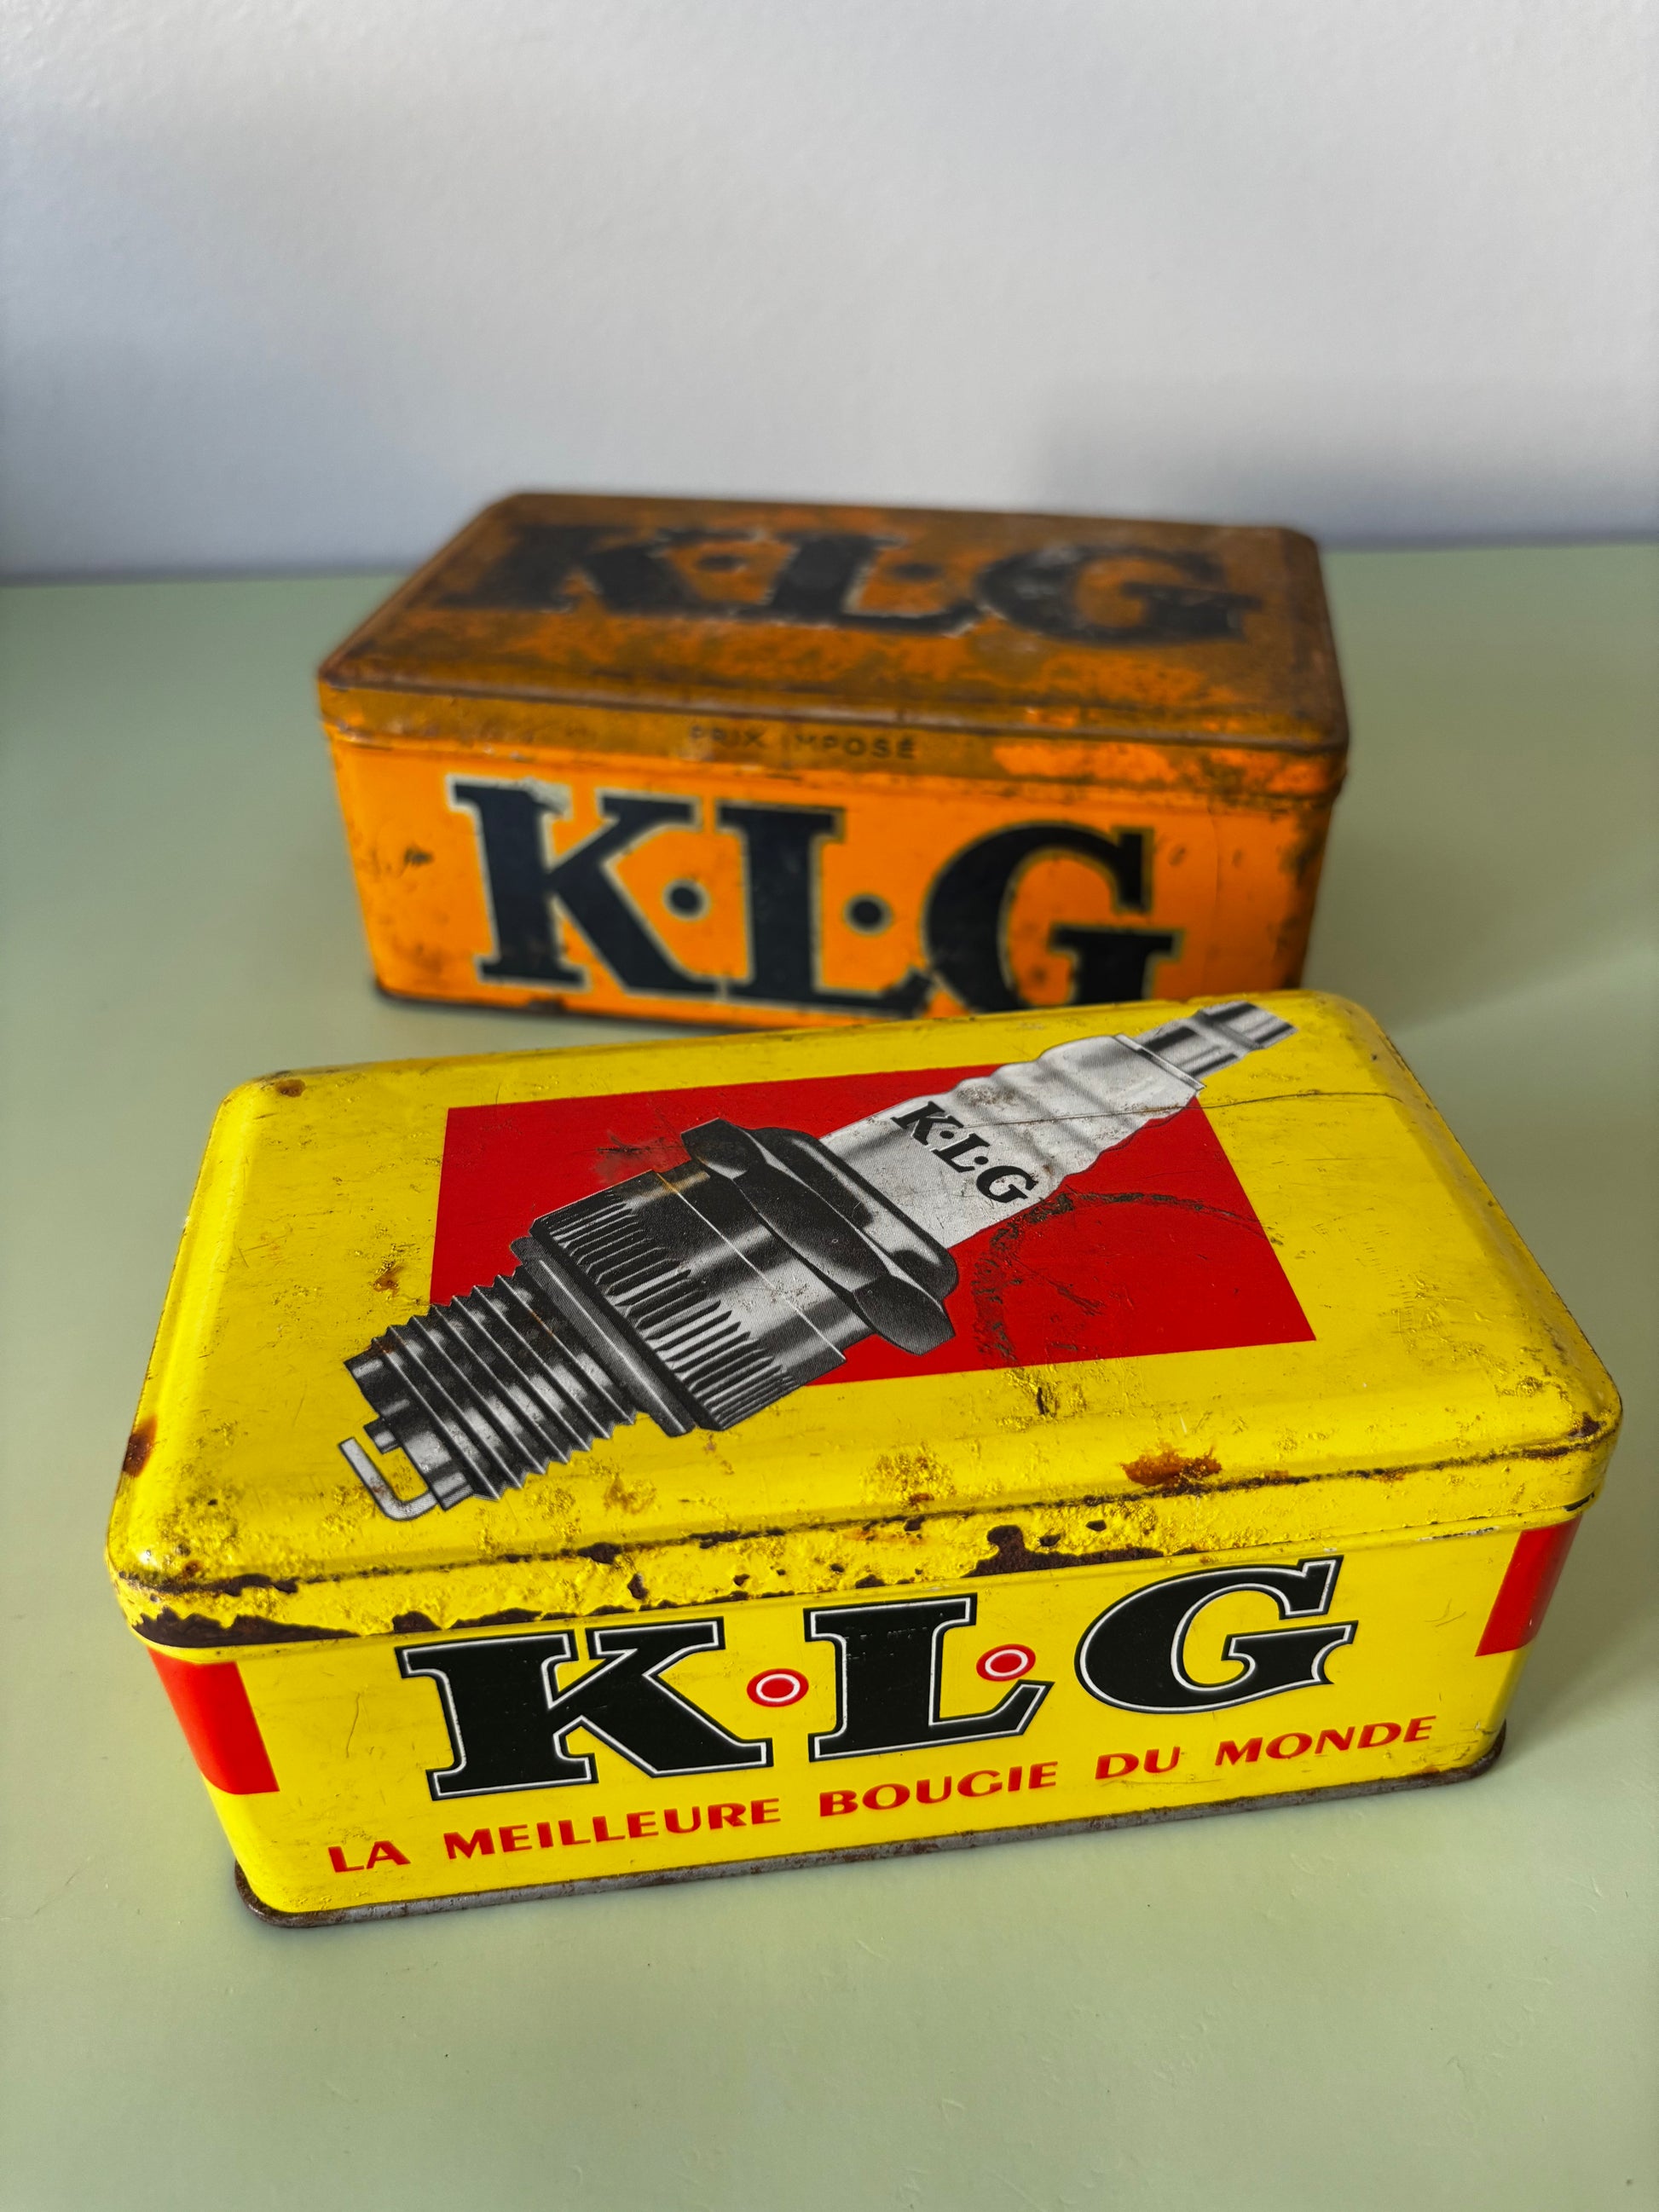 K·L·G
PRIX IMPOSÉ
K·L·G
K·L·G
K·L·G
LA MEILLEURE BOUGIE DU MONDE